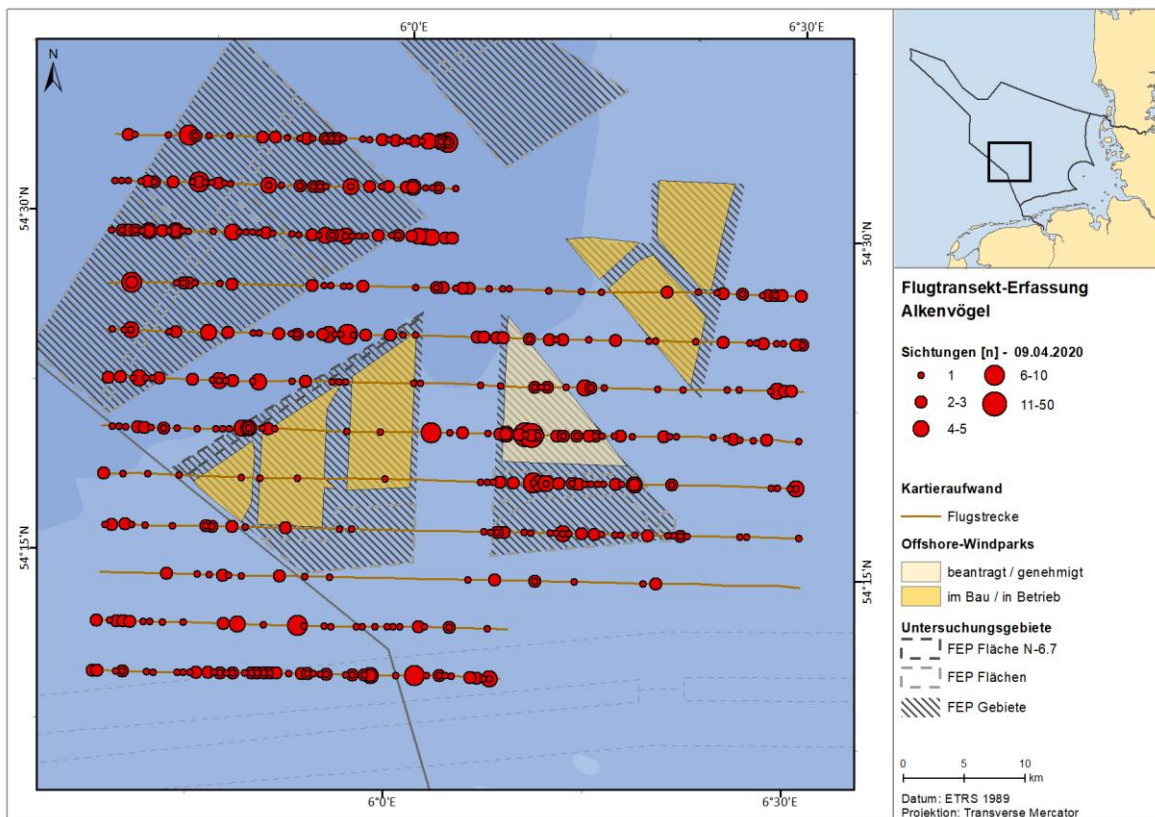 6°0'E
6°30'E
N
54°30'N
54°30'N
54°15'N
54°15'N
6°0'E
6°30'E
Flugtransekt-Erfassung
Alkenvögel
Sichtungen [n] - 09.04.2020
1
6-10
2-3
11-50
4-5
Kartieraufwand
Flugstrecke
Offshore-Windparks
beantragt / genehmigt
im Bau / in Betrieb
Untersuchungsgebiete
FEP Fläche N-6.7
FEP Flächen
FEP Gebiete
0 5 10
km
Datum: ETRS 1989
Projektion: Transverse Mercator